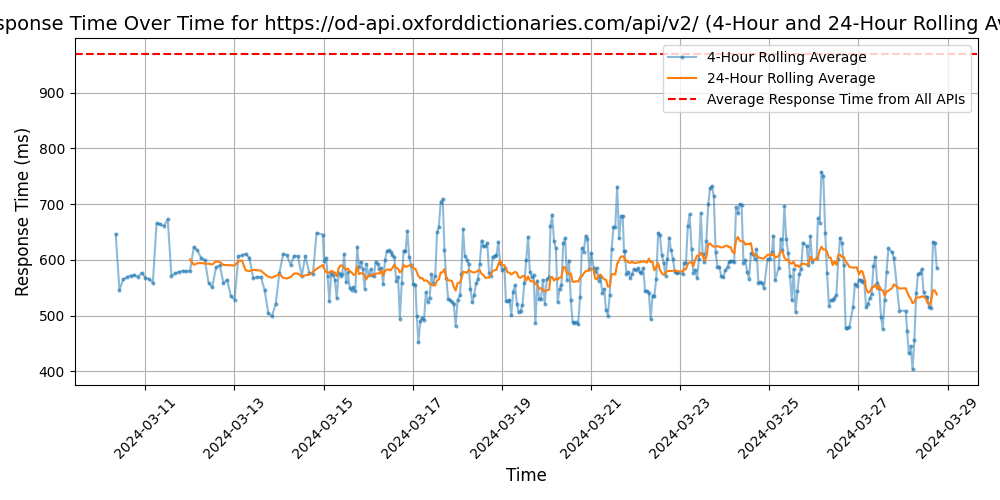 sponse Time Over Time for https://od-api.oxforddictionaries.com/api/v2/ (4-Hour and 24-Hour Rolling Av
4-Hour Rolling Average
24-Hour Rolling Average
Average Response Time from All APIs
Response Time (ms)
900
800
700
600
500
400
2024-03-11
2024-03-13
2024-03-15
2024-03-17
2024-03-19
2024-03-21
2024-03-23
2024-03-25
2024-03-27
2024-03-29
Time